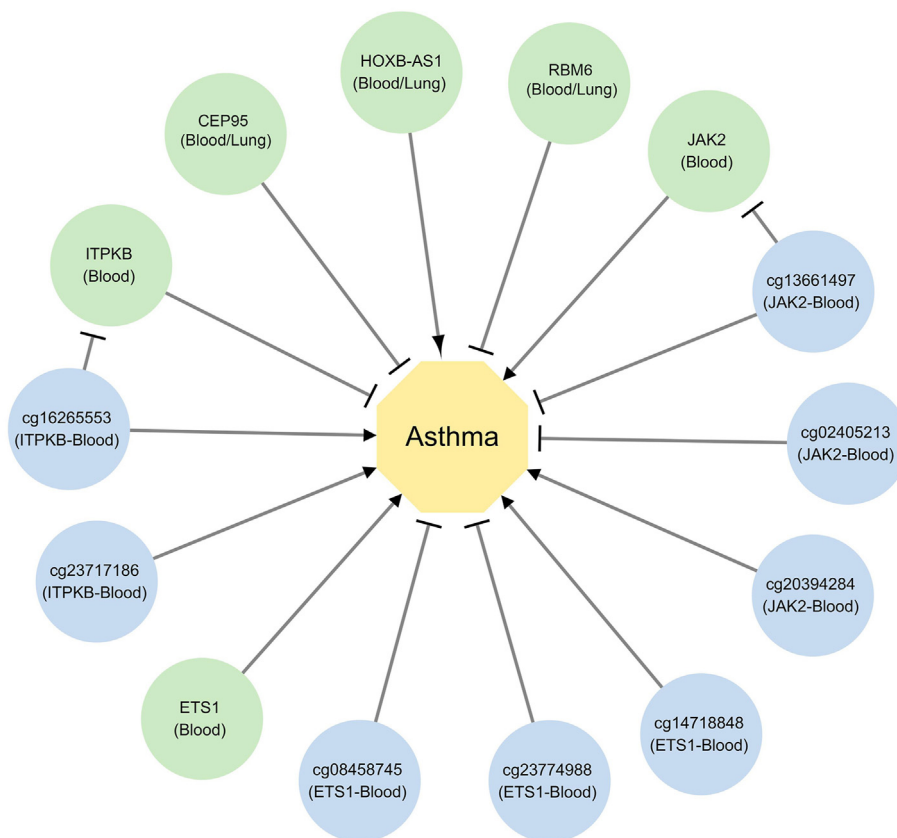 HOXB-AS1
(Blood/Lung)
RBM6
(Blood/Lung)
CEP95
(Blood/Lung)
JAK2
(Blood)
ITPKB
(Blood)
cg13661497
(JAK2-Blood)
cg16265553
(ITPKB-Blood)
Asthma
cg02405213
(JAK2-Blood)
cg23717186
(ITPKB-Blood)
cg20394284
(JAK2-Blood)
ETS1
(Blood)
cg14718848
(ETS1-Blood)
cg08458745
(ETS1-Blood)
cg23774988
(ETS1-Blood)